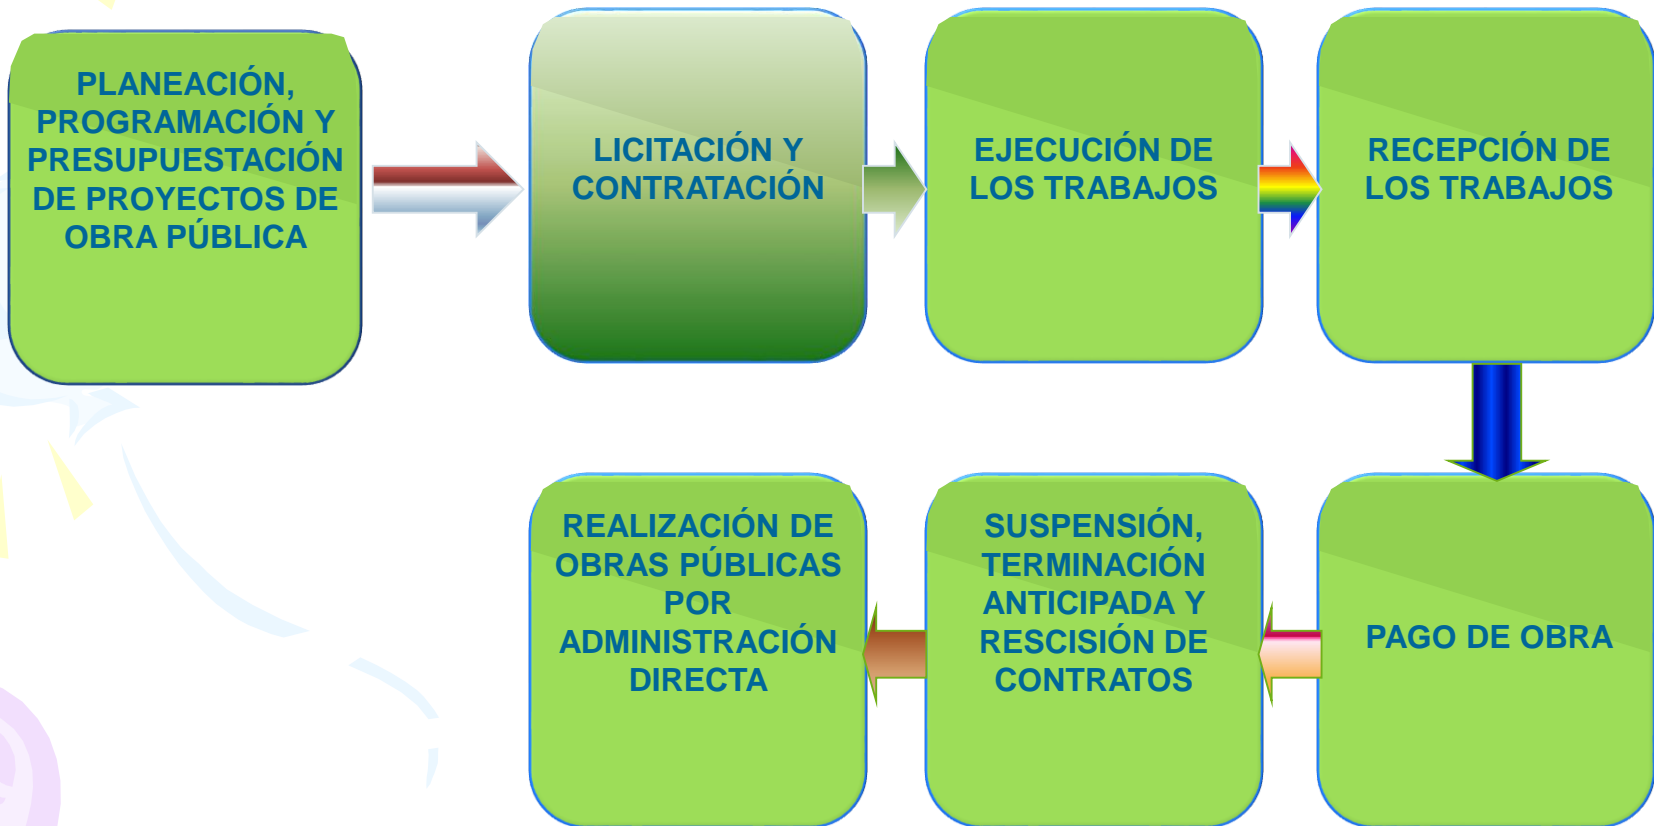 PLANEACIÓN,
PROGRAMACIÓN Y
PRESUPUESTACIÓN
DE PROYECTOS DE
OBRA PÚBLICA
LICITACIÓN Y
CONTRATACIÓN
EJECUCIÓN DE
LOS TRABAJOS
RECEPCIÓN DE
LOS TRABAJOS
PAGO DE OBRA
SUSPENSIÓN,
TERMINACIÓN
ANTICIPADA Y
RESCISIÓN DE
CONTRATOS
REALIZACIÓN DE
OBRAS PÚBLICAS
POR
ADMINISTRACIÓN
DIRECTA